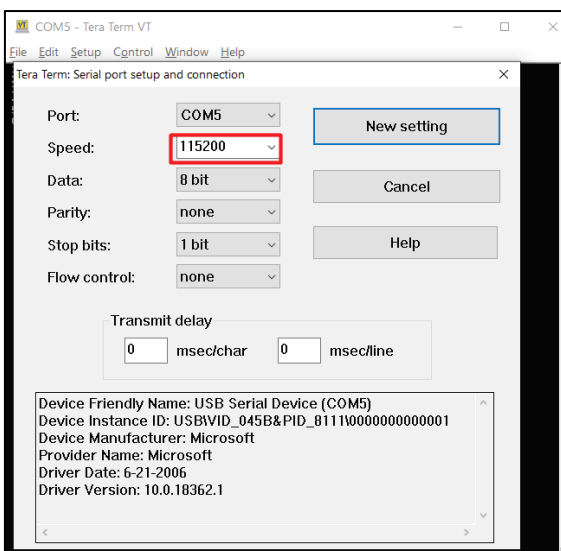 VT COM5 - Tera Term VT
File Edit Setup Control Window Help
Tera Term: Serial port setup and connection
Port: COM5 New setting
Speed: 115200
Data: 8 bit Cancel
Parity: none
Stop bits: 1 bit Help
Flow control: none
Transmit delay
0 msec/char 0 msec/line
Device Friendly Name: USB Serial Device (COM5)
Device Instance ID: USB\VID_045B&PID_8111\0000000000001
Device Manufacturer: Microsoft
Provider Name: Microsoft
Driver Date: 6-21-2006
Driver Version: 10.0.18362.1